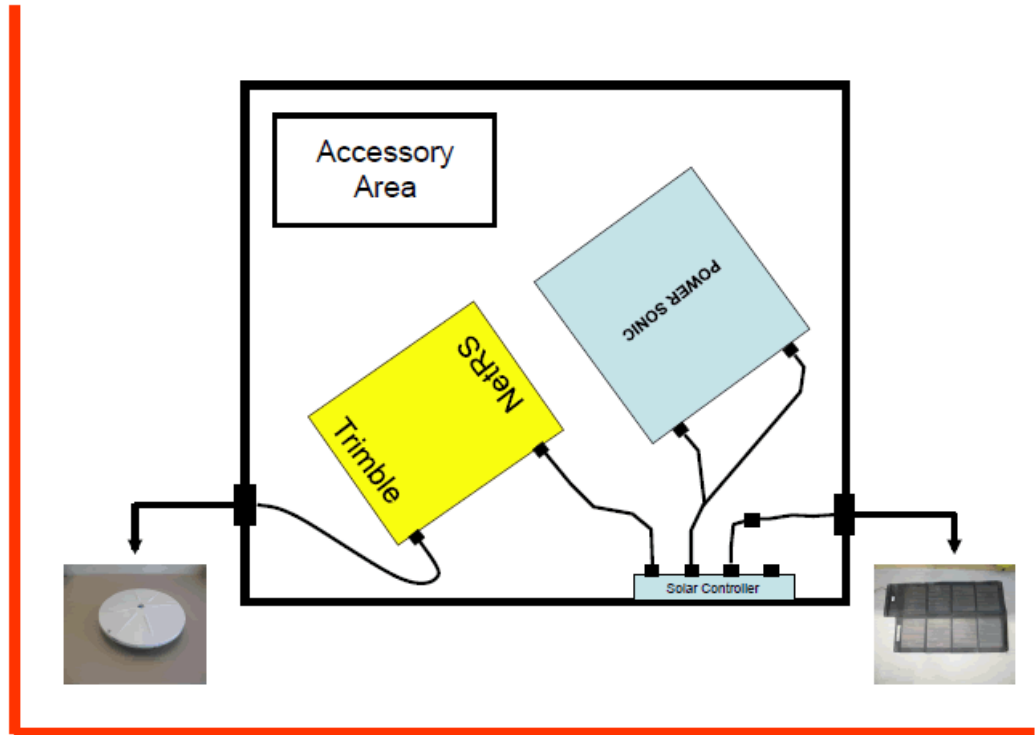 Accessory
Area
POWER SONIC
NetRS
Trimble
Solar Controller